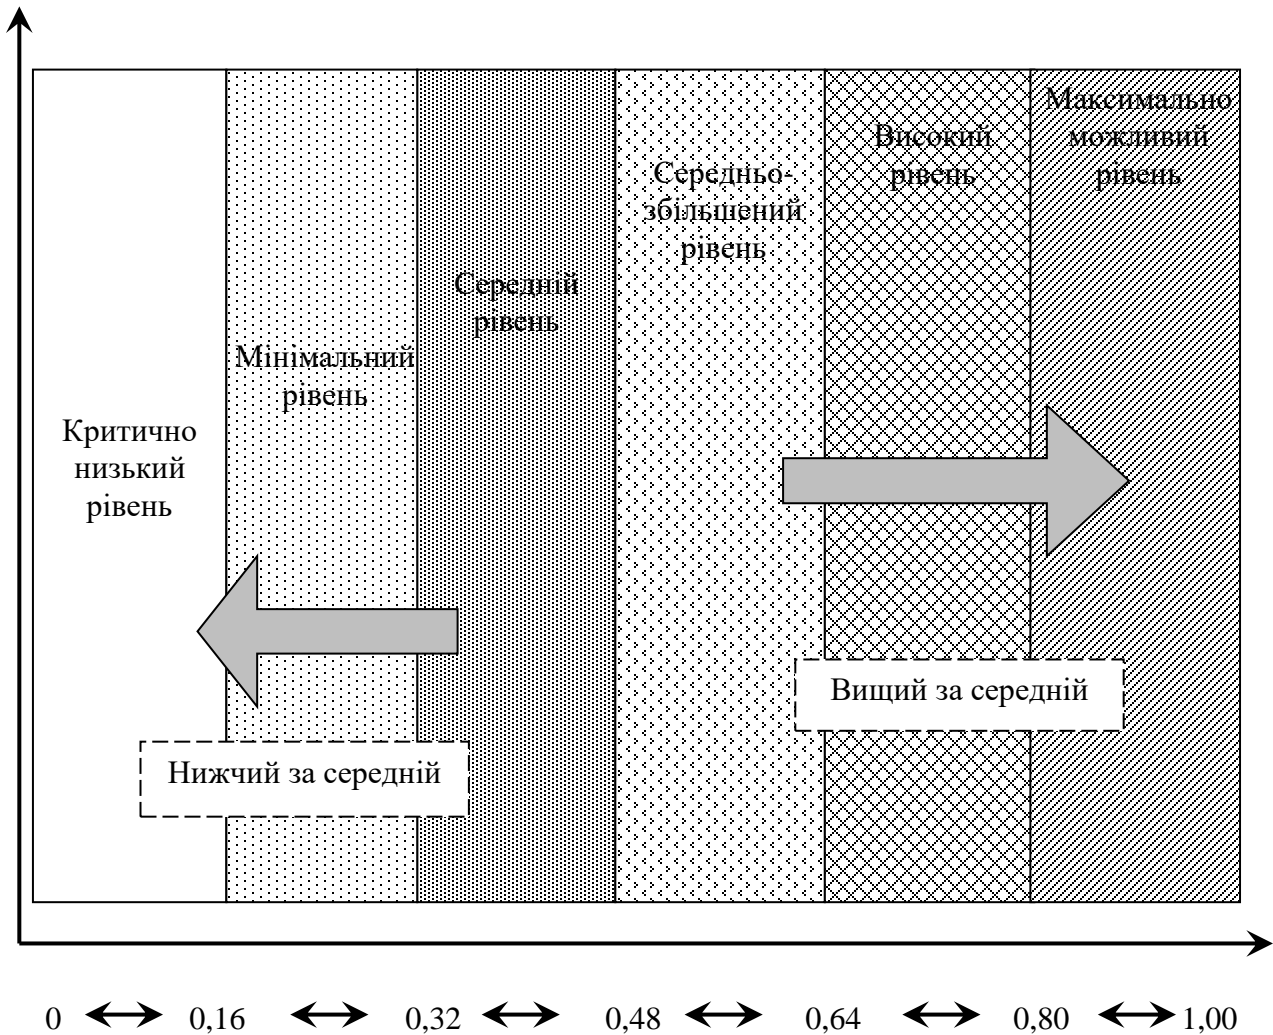 Максимально
можливий
рівень
Високий
рівень
Середньо-
збільшений
рівень
Середній
рівень
Мінімальний
рівень
Критично
низький
рівень
Вищий за середній
Нижчий за середній
0 0,16 0,32 0,48 0,64 0,80 1,00